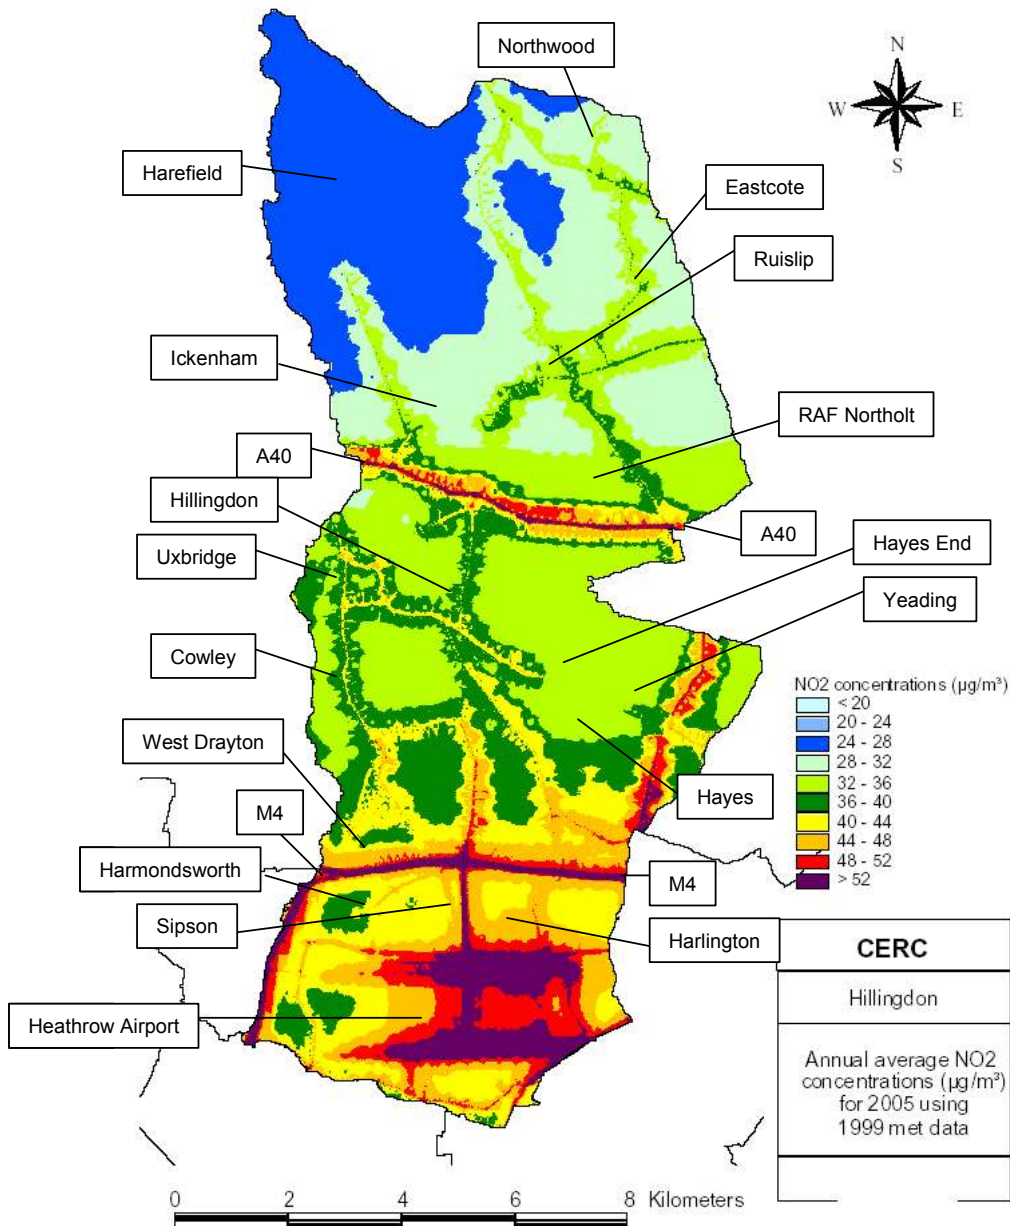 Northwood
N
W
E
S
Harefield
Eastcote
Ruislip
Ickenham
RAF Northolt
A40
Hillingdon
A40
Hayes End
Uxbridge
Yeading
Cowley
NO2 concentrations (µg/m³)
< 20
20 - 24
24 - 28
28 - 32
32 - 36
36 - 40
40 - 44
44 - 48
48 - 52
> 52
West Drayton
Hayes
M4
Harmondsworth
M4
Sipson
Harlington
CERC
Hillingdon
Heathrow Airport
Annual average NO2
concentrations (µg/m³)
for 2005 using
1999 met data
0 2 4 6 8 Kilometers